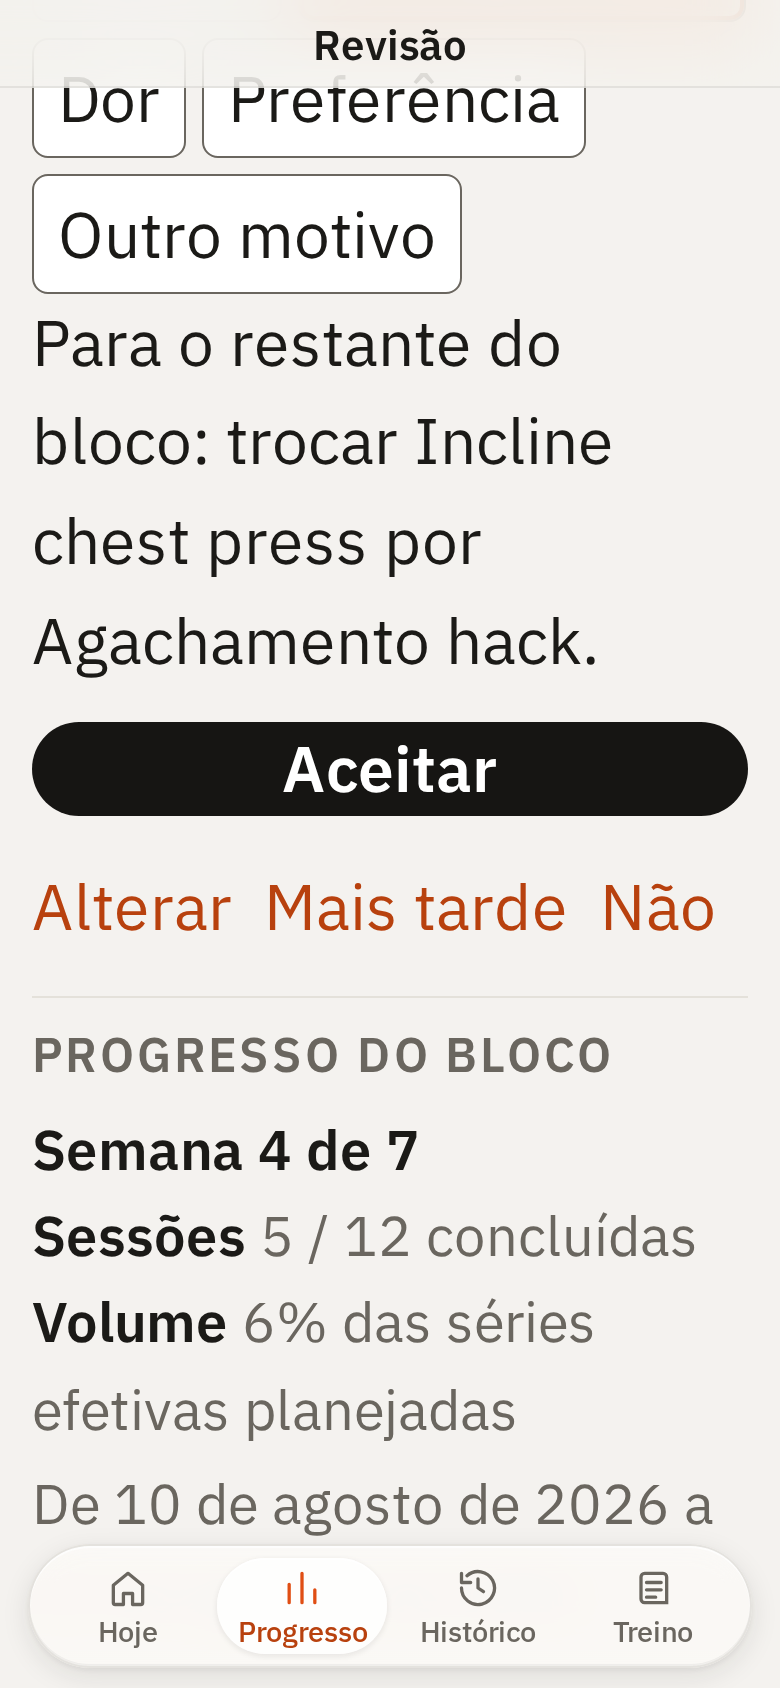 Revisão
Dor
Preferência
Outro motivo
Para o restante do
bloco: trocar Incline
chest press por
Agachamento hack.
Aceitar
Alterar Mais tarde Não
PROGRESSO DO BLOCO
Semana 4 de 7
Sessões 5 / 12 concluídas
Volume 6% das séries
efetivas planejadas
De 10 de agosto de 2026 a
Hoje
Progresso
Histórico
Treino